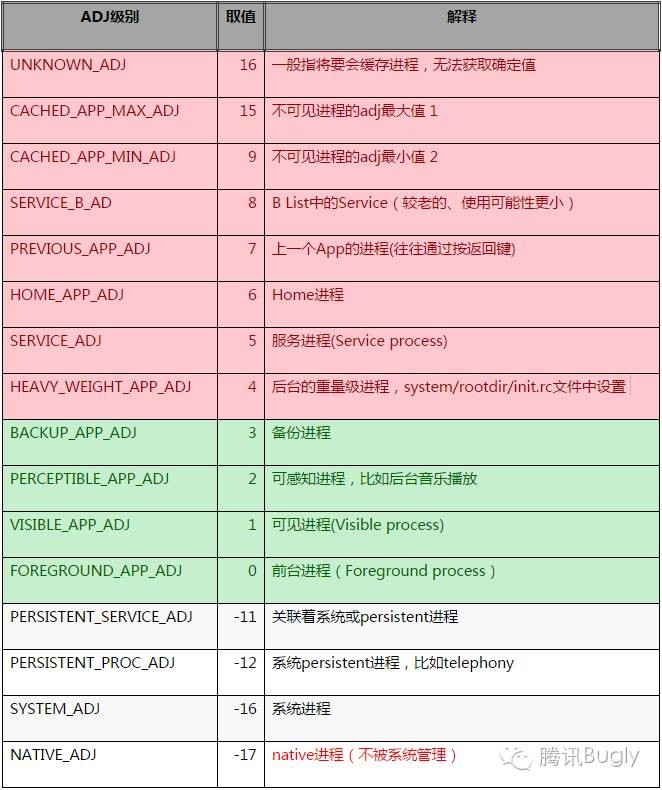 ADJ级别 取值 解释
UNKNOWN_ADJ 16 一般指将要会缓存进程，无法获取确定值
CACHED_APP_MAX_ADJ 15 不可见进程的adj最大值 1
CACHED_APP_MIN_ADJ 9 不可见进程的adj最小值 2
SERVICE_B_AD 8 B List中的Service（较老的、使用可能性更小）
PREVIOUS_APP_ADJ 7 上一个App的进程(往往通过按返回键)
HOME_APP_ADJ 6 Home进程
SERVICE_ADJ 5 服务进程(Service process)
HEAVY_WEIGHT_APP_ADJ 4 后台的重量级进程，system/rootdir/init.rc文件中设置
BACKUP_APP_ADJ 3 备份进程
PERCEPTIBLE_APP_ADJ 2 可感知进程，比如后台音乐播放
VISIBLE_APP_ADJ 1 可见进程(Visible process)
FOREGROUND_APP_ADJ 0 前台进程（Foreground process）
PERSISTENT_SERVICE_ADJ -11 关联着系统或persistent进程
PERSISTENT_PROC_ADJ -12 系统persistent进程，比如telephony
SYSTEM_ADJ -16 系统进程
NATIVE_ADJ -17 native进程（不被系统管理）
腾讯Bugly